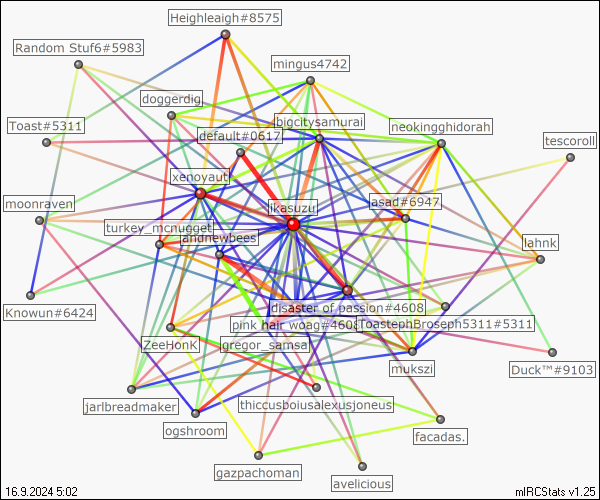 Heighleaigh#8575
Random Stuf6#5983
mingus4742
doggerdig
bigcitysamurai
Toast#5311
default#0617
neokingghidorah
tescoroll
xenoyaut
asad#6947
moonraven
ikasuzu
turkey_mcnugget
landnewbees
lahnk
Knowun#6424
disaster of passion#4608
pink hair woag#4608
ToastephBroseph5311#5311
ZeeHonk
gregor_samsa
mukszi
Duck™#9103
jarlbreadmaker
thiccusboiusalexusjoneus
ogshroom
facadas.
gazpachoman
avelicious
16.9.2024 5:02
mIRCStats v1.25